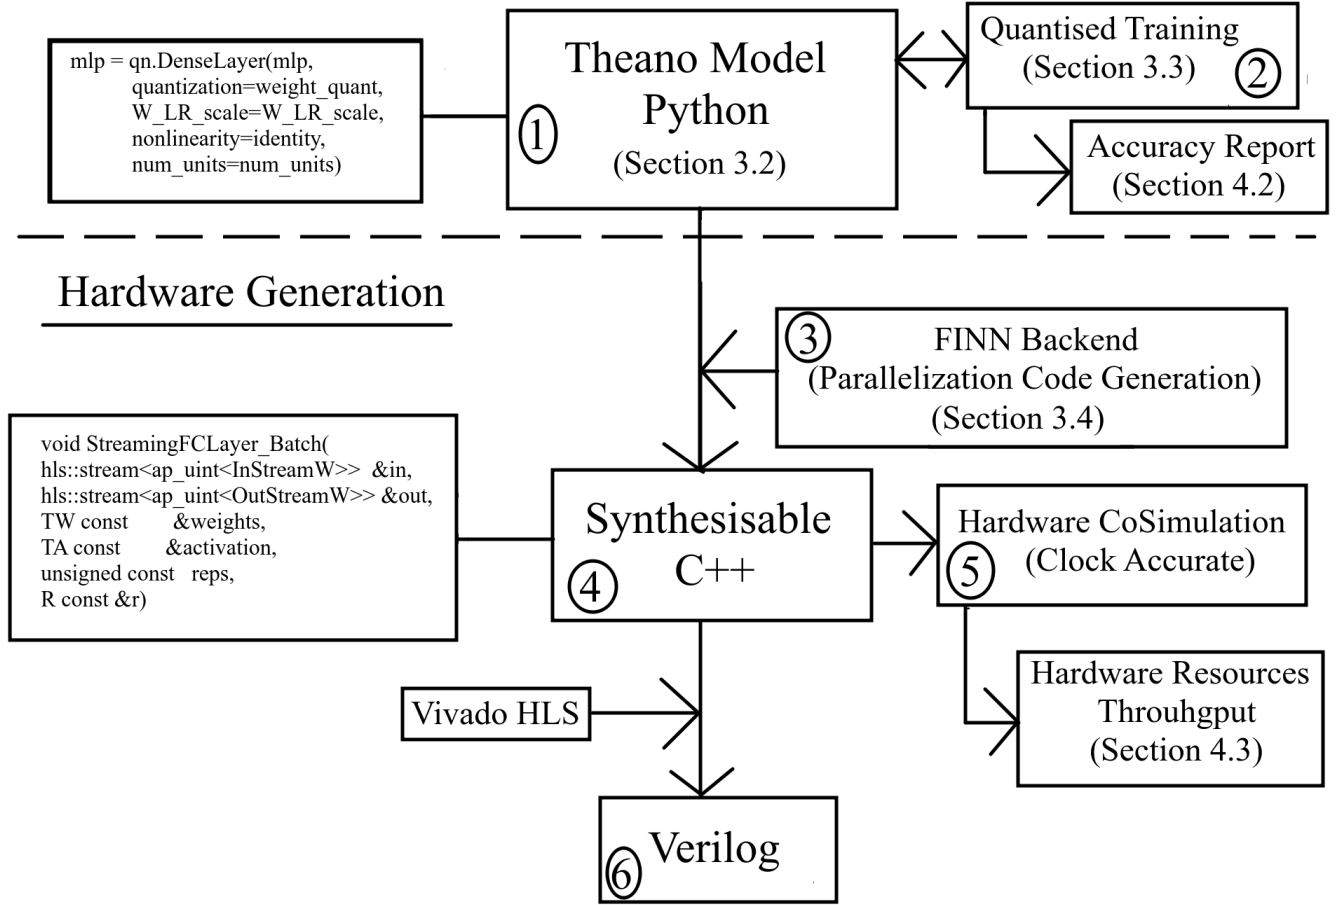 mlp = qn.DenseLayer(mlp,
quantization=weight_quant,
W_LR_scale=W_LR_scale,
nonlinearity=identity,
num_units=num_units)
Theano Model
Python
(Section 3.2)
1
Quantised Training
(Section 3.3)
2
Accuracy Report
(Section 4.2)
Hardware Generation
3
FINN Backend
(Parallelization Code Generation)
(Section 3.4)
void StreamingFCLayer_Batch(
hls::stream<ap_uint<InStreamW>> &in,
hls::stream<ap_uint<OutStreamW>> &out,
TW const &weights,
TA const &activation,
unsigned const reps,
R const &r)
Synthesisable
C++
4
Hardware CoSimulation
(Clock Accurate)
5
Hardware Resources
Throuhgput
(Section 4.3)
Vivado HLS
Verilog
6